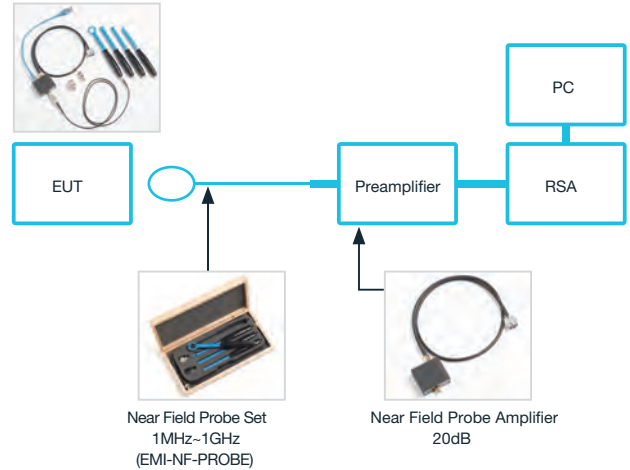 PC
EUT
Preamplifier
RSA
Near Field Probe Set
1MHz~1GHz
(EMI-NF-PROBE)
Near Field Probe Amplifier
20dB